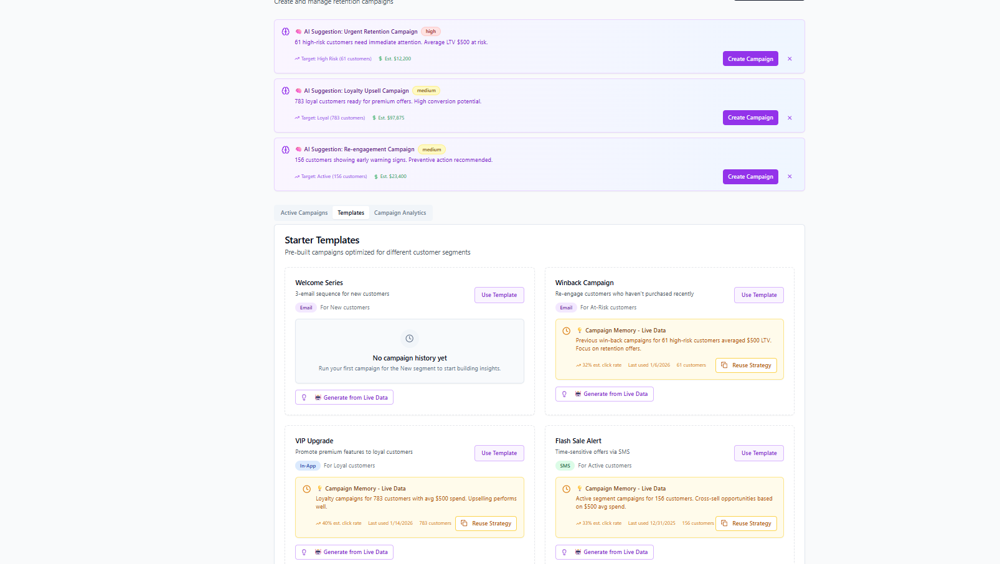 Create and manage retention campaigns
AI Suggestion: Urgent Retention Campaign high
61 high-risk customers need immediate attention. Average LTV $500 at risk.
Target: High Risk (61 customers) $ Est. $12,200
Create Campaign
AI Suggestion: Loyalty Upsell Campaign medium
783 loyal customers ready for premium offers. High conversion potential.
Target: Loyal (783 customers) $ Est. $97,875
Create Campaign
AI Suggestion: Re-engagement Campaign medium
156 customers showing early warning signs. Preventive action recommended.
Target: Active (156 customers) $ Est. $23,400
Create Campaign
Active Campaigns Templates Campaign Analytics
Starter Templates
Pre-built campaigns optimized for different customer segments
Welcome Series
3-email sequence for new customers
Use Template
Email For New customers
No campaign history yet
Run your first campaign for the New segment to start building insights.
Generate from Live Data
Winback Campaign
Re-engage customers who haven't purchased recently
Use Template
Email For At-Risk customers
Campaign Memory - Live Data
Previous win-back campaigns for 61 high-risk customers averaged $500 LTV.
Focus on retention offers.
32% est. click rate Last used 1/6/2026 61 customers Reuse Strategy
Generate from Live Data
VIP Upgrade
Promote premium features to loyal customers
Use Template
In-App For Loyal customers
Campaign Memory - Live Data
Loyalty campaigns for 783 customers with avg $500 spend. Upselling performs
well.
40% est. click rate Last used 1/14/2026 783 customers Reuse Strategy
Generate from Live Data
Flash Sale Alert
Time-sensitive offers via SMS
Use Template
SMS For Active customers
Campaign Memory - Live Data
Active segment campaigns for 156 customers. Cross-sell opportunities based
on $500 avg spend.
33% est. click rate Last used 12/31/2025 156 customers Reuse Strategy
Generate from Live Data